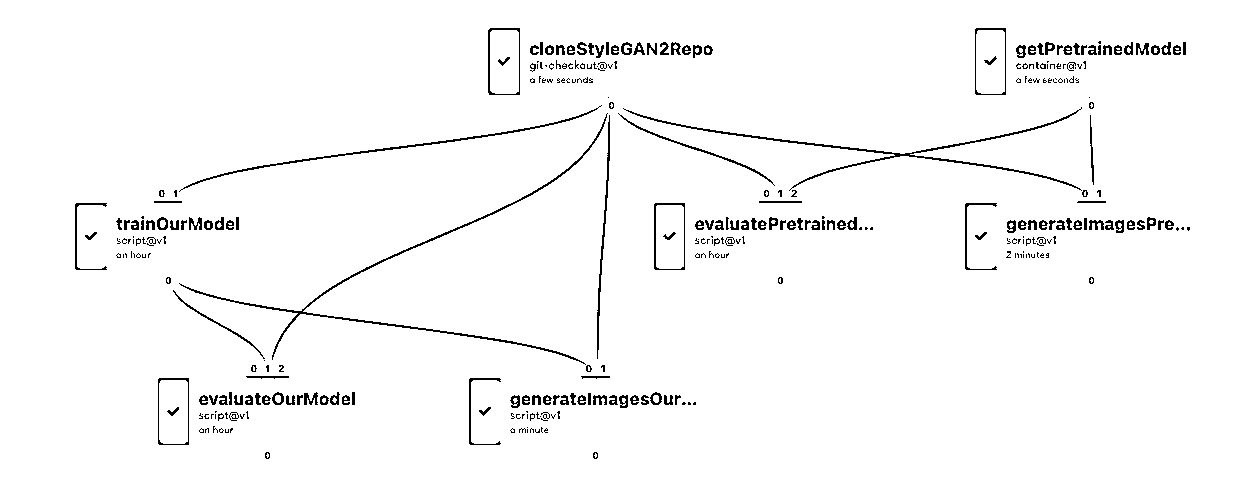 cloneStyleGAN2Repo
git-checkout@v1
a few seconds
0
getPretrainedModel
container@v1
a few seconds
0
0 1
trainOurModel
script@v1
an hour
0
0 1 2
evaluatePretrained...
script@v1
an hour
0
0 1
generateImagesPre...
script@v1
2 minutes
0
0 1 2
evaluateOurModel
script@v1
an hour
0
0 1
generateImagesOur...
script@v1
a minute
0